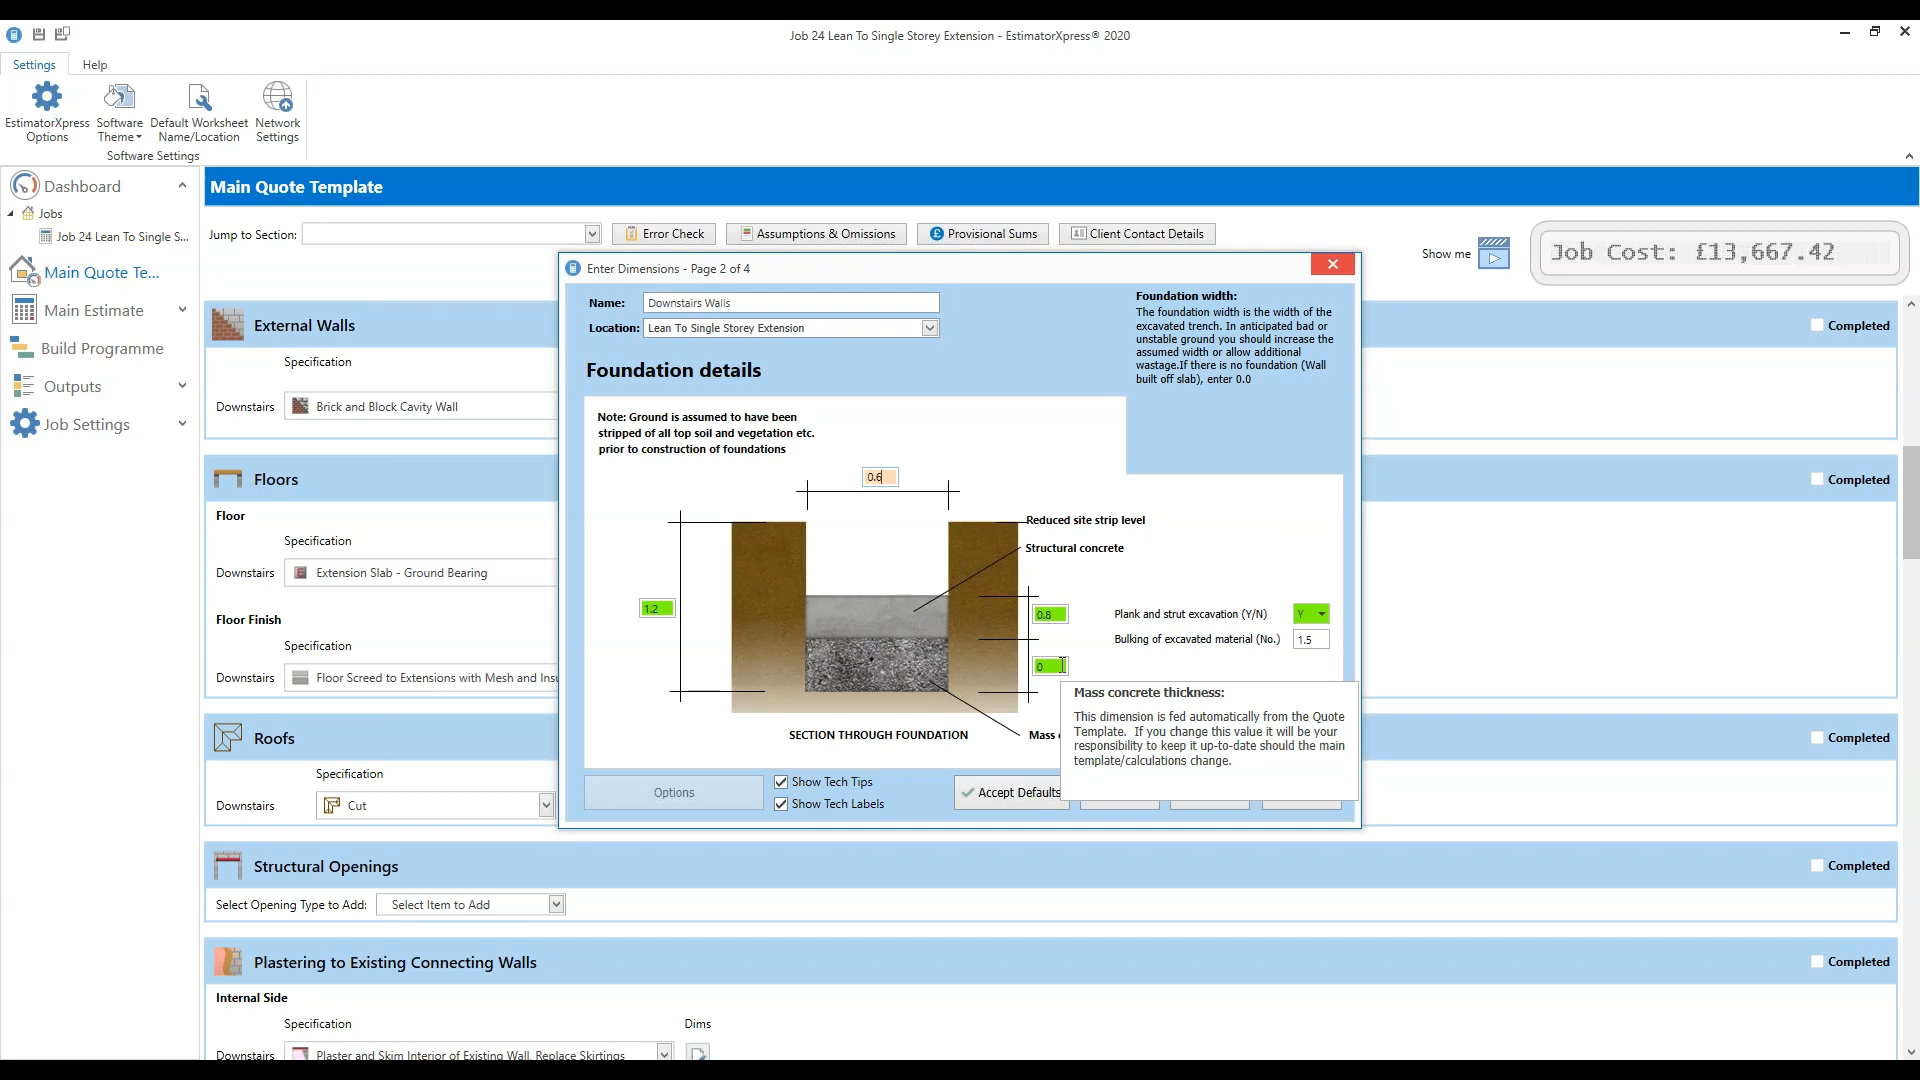 Job 24 Lean To Single Storey Extension - EstimatorXpress® 2020
Settings
Help
EstimatorXpress
Options
Software
Theme
Default Worksheet
Name/Location
Network
Settings
Software Settings
Dashboard
Jobs
Job 24 Lean To Single S...
Main Quote Te...
Main Estimate
Build Programme
Outputs
Job Settings
Main Quote Template
Jump to Section:
Error Check
Assumptions & Omissions
Provisional Sums
Client Contact Details
Show me
Job Cost: £13,667.42
External Walls
Completed
Specification
Downstairs
Brick and Block Cavity Wall
Floors
Completed
Floor
Specification
Downstairs
Extension Slab - Ground Bearing
Floor Finish
Specification
Downstairs
Floor Screed to Extensions with Mesh and Insu
Roofs
Completed
Specification
Downstairs
Cut
Structural Openings
Completed
Select Opening Type to Add:
Select Item to Add
Plastering to Existing Connecting Walls
Completed
Internal Side
Specification
Dims
Downstairs
Plaster and Skim Interior of Existing Wall. Replace Skirtings
Enter Dimensions - Page 2 of 4
Name:
Downstairs Walls
Location:
Lean To Single Storey Extension
Foundation width:
The foundation width is the width of the
excavated trench. In anticipated bad or
unstable ground you should increase the
assumed width or allow additional
wastage.If there is no foundation (Wall
built off slab), enter 0.0
Foundation details
Note: Ground is assumed to have been
stripped of all top soil and vegetation etc.
prior to construction of foundations
0.6
Reduced site strip level
Structural concrete
1.2
0.8
Plank and strut excavation (Y/N)
Y
Bulking of excavated material (No.)
1.5
0
SECTION THROUGH FOUNDATION
Mass
Mass concrete thickness:
This dimension is fed automatically from the Quote
Template. If you change this value it will be your
responsibility to keep it up-to-date should the main
template/calculations change.
Options
Show Tech Tips
Show Tech Labels
Accept Defaults